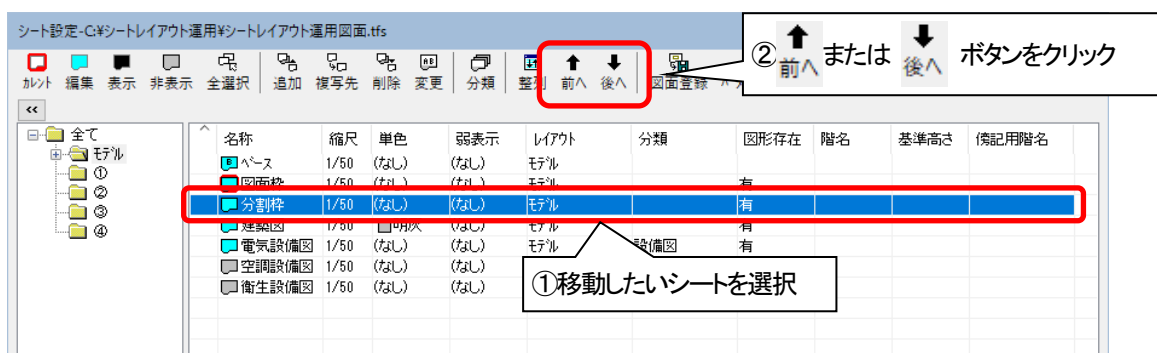 シート設定-C:¥シートレイアウト運用¥シートレイアウト運用図面.tfs
カレント 編集 表示 非表示 全選択 追加 複写先 削除 変更 分類 整列 前へ 後へ 図面登録
②前へ または 後へ ボタンをクリック
<<
全て
モデル
①
②
③
④
名称 縮尺 単色 弱表示 レイアウト 分類 図形存在 階名 基準高さ 傍記用階名
ベース 1/50 (なし) (なし) モデル
図面枠 1/50 (なし) (なし) モデル 有
分割枠 1/50 (なし) (なし) モデル 有
建築図 1/50 明灰 (なし) モデル 有
電気設備図 1/50 (なし) (なし) モデル 設備図 有
空調設備図 1/50 (なし) (なし)
衛生設備図 1/50 (なし) (なし)
①移動したいシートを選択